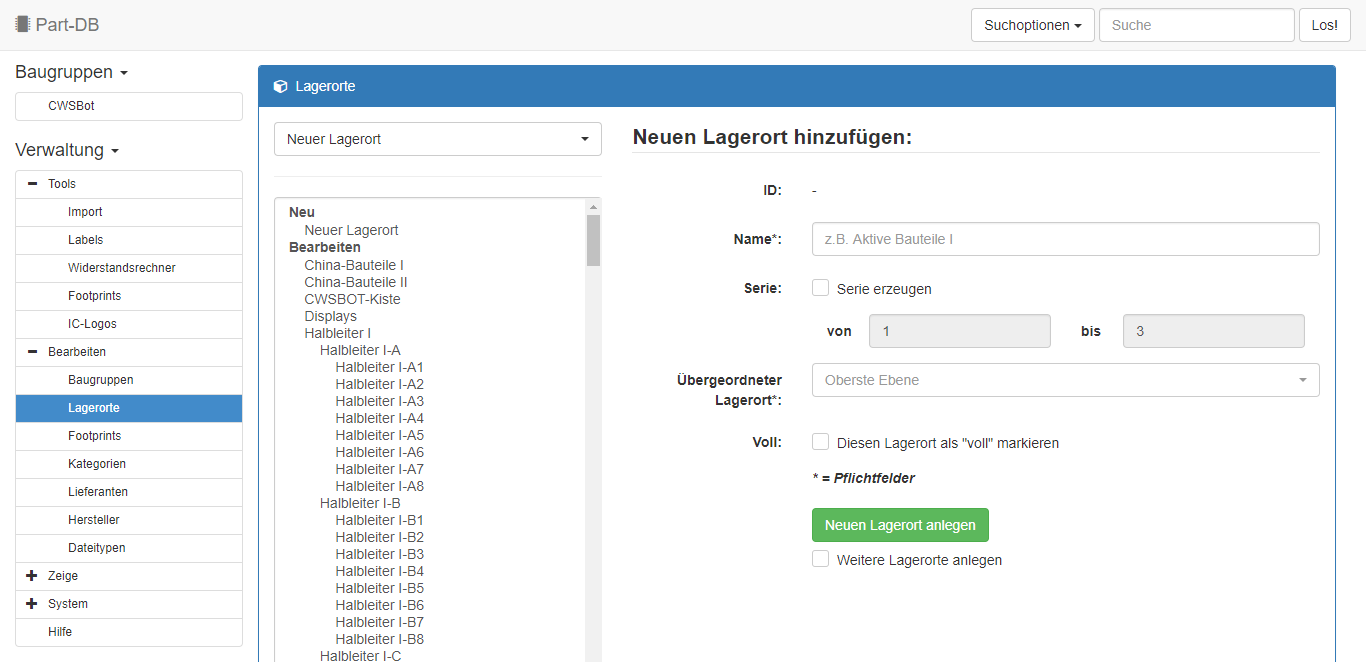 Part-DB
Suchoptionen
Suche
Los!
Baugruppen
CWSBot
Verwaltung
Tools
Import
Labels
Widerstandsrechner
Footprints
IC-Logos
Bearbeiten
Baugruppen
Lagerorte
Footprints
Kategorien
Lieferanten
Hersteller
Dateitypen
Zeige
System
Hilfe
Lagerorte
Neuer Lagerort
Neu
Neuer Lagerort
Bearbeiten
China-Bauteile I
China-Bauteile II
CWSBOT-Kiste
Displays
Halbleiter I
Halbleiter I-A
Halbleiter I-A1
Halbleiter I-A2
Halbleiter I-A3
Halbleiter I-A4
Halbleiter I-A5
Halbleiter I-A6
Halbleiter I-A7
Halbleiter I-A8
Halbleiter I-B
Halbleiter I-B1
Halbleiter I-B2
Halbleiter I-B3
Halbleiter I-B4
Halbleiter I-B5
Halbleiter I-B6
Halbleiter I-B7
Halbleiter I-B8
Halbleiter I-C
Neuen Lagerort hinzufügen:
ID: -
Name*: z.B. Aktive Bauteile I
Serie: Serie erzeugen
von 1 bis 3
Übergeordneter
Lagerort*:
Oberste Ebene
Voll: Diesen Lagerort als "voll" markieren
* = Pflichtfelder
Neuen Lagerort anlegen
Weitere Lagerorte anlegen